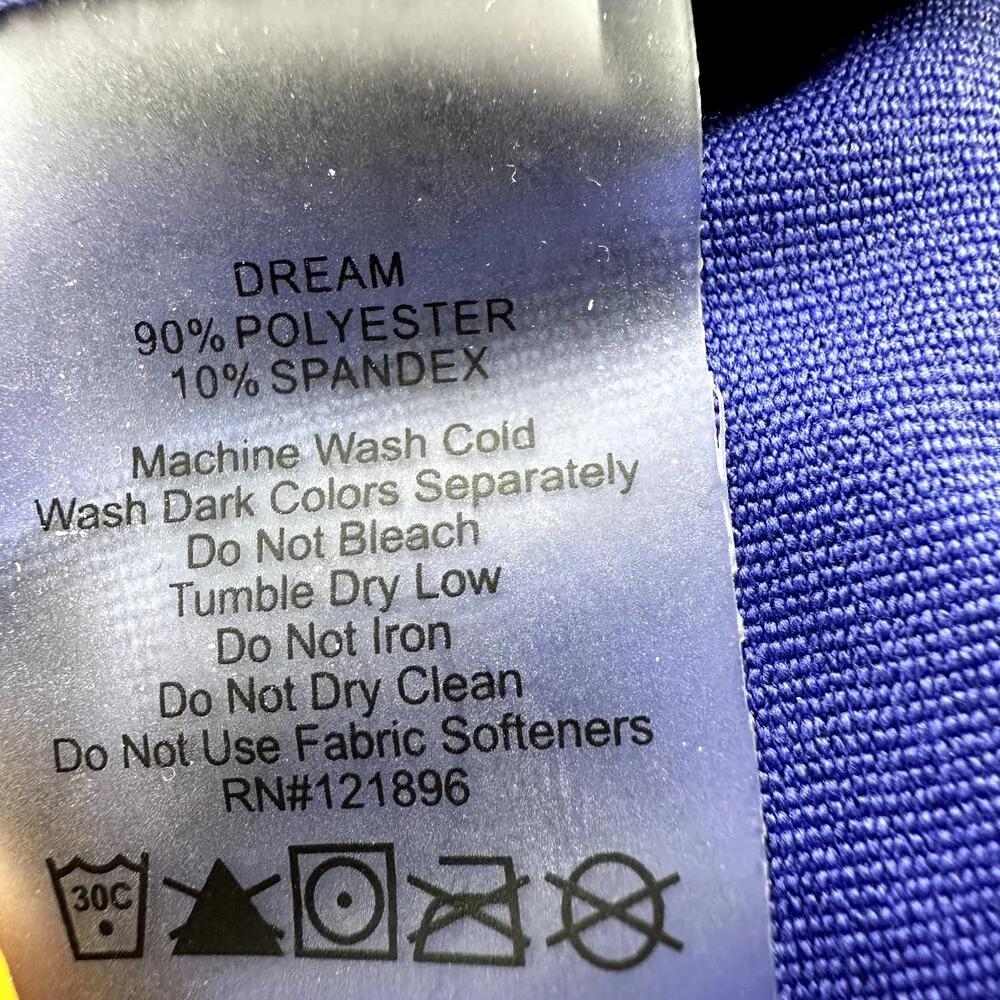 DREAM
90% POLYESTER
10% SPANDEX
Machine Wash Cold
Wash Dark Colors Separately
Do Not Bleach
Tumble Dry Low
Do Not Iron
Do Not Dry Clean
Do Not Use Fabric Softeners
RN#121896
30C